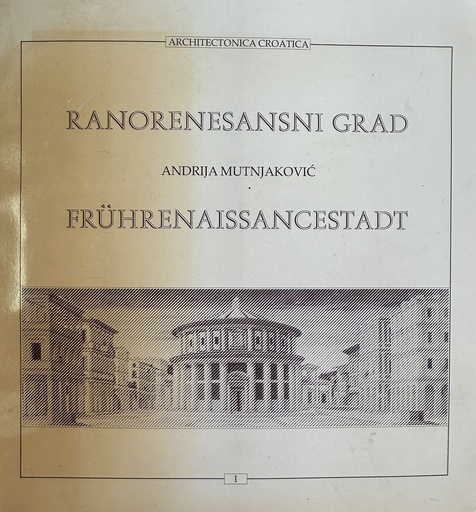 ARCHITECTONICA CROATICA
RANORENESANSNI GRAD
ANDRIJA MUTNJAKOVIĆ
FRÜHRENAISSANCESTADT
I